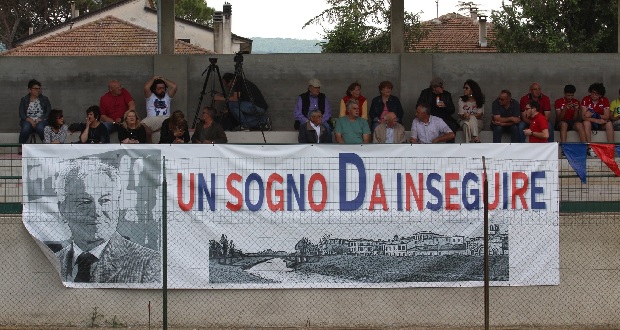 UN SOGNO DA INSEGUIRE